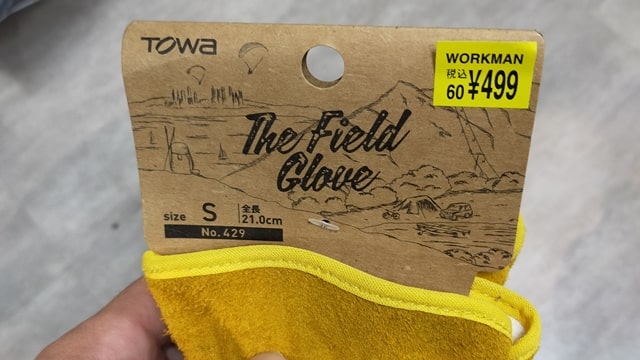 TOWA
WORKMAN
税込
60 ¥499
The Field
Glove
size S 全長
21.0cm
No.429